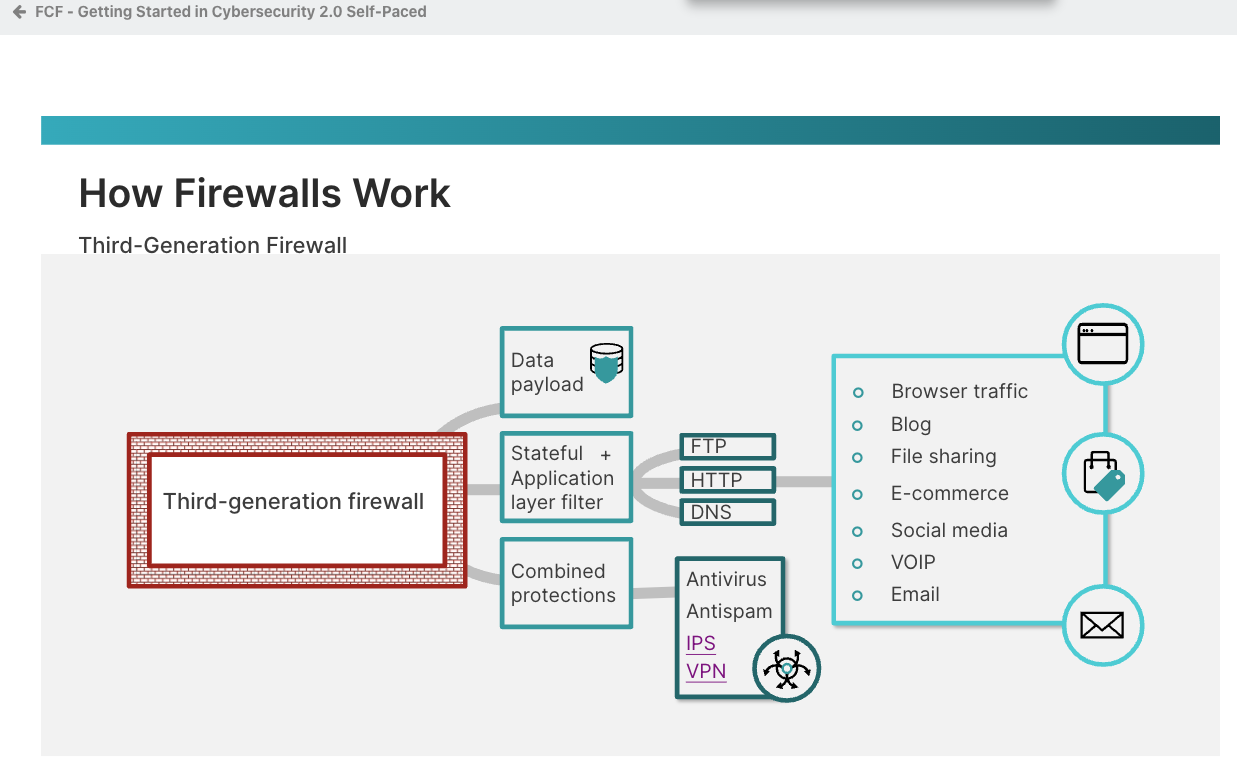 FCF - Getting Started in Cybersecurity 2.0 Self-Paced
How Firewalls Work
Third-Generation Firewall
Third-generation firewall
Data
payload
Stateful +
Application
layer filter
Combined
protections
FTP
HTTP
DNS
Antivirus
Antispam
IPS
VPN
Browser traffic
Blog
File sharing
E-commerce
Social media
VOIP
Email